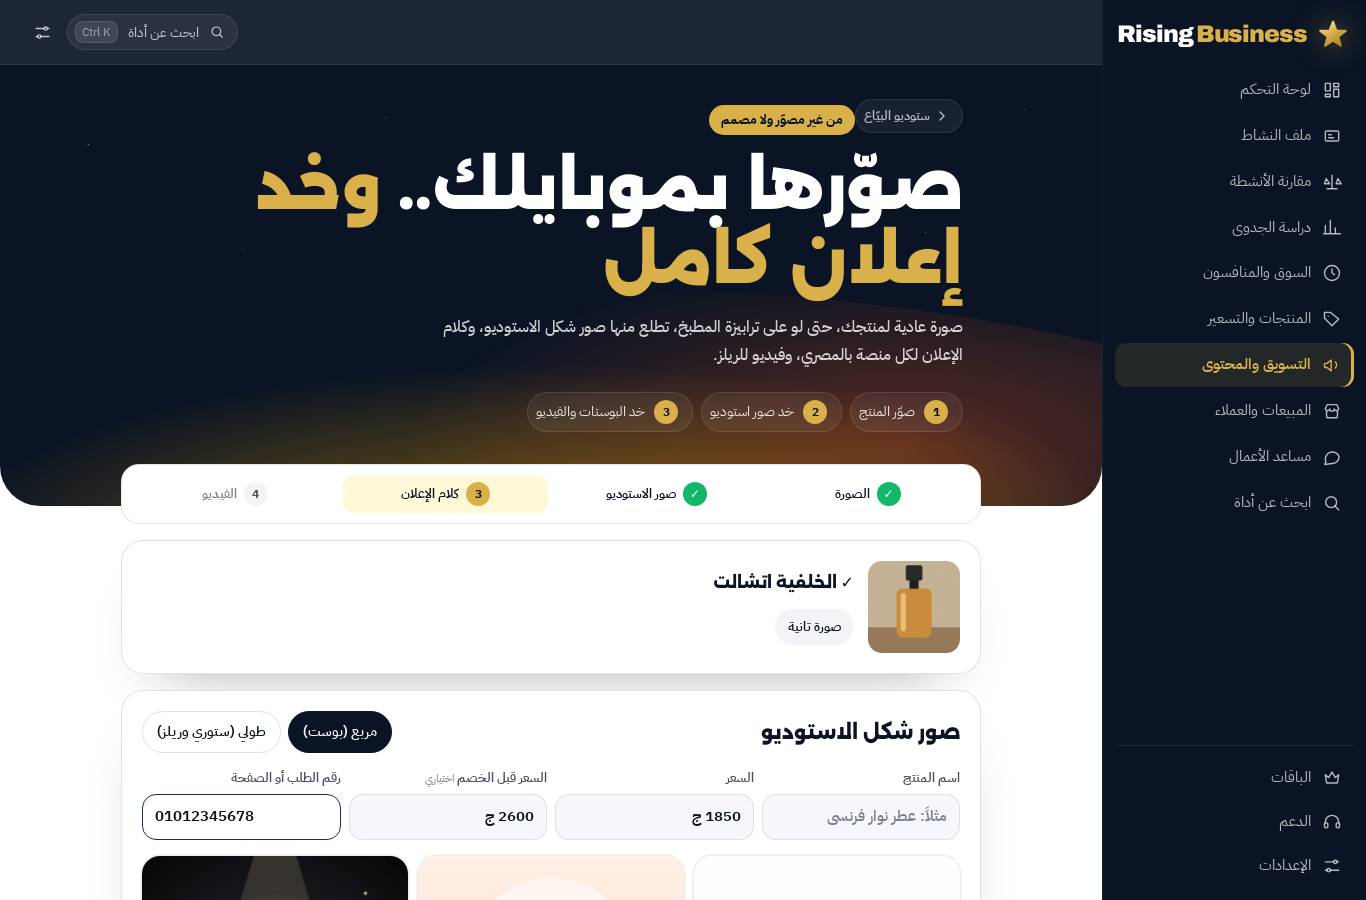 Rising Business
لوحة التحكم
ملف النشاط
مقارنة الأنشطة
دراسة الجدوى
السوق والمنافسون
المنتجات والتسعير
التسويق والمحتوى
المبيعات والعملاء
مساعد الأعمال
ابحث عن أداة
الباقات
الدعم
الإعدادات
ابحث عن أداة Ctrl K
ستوديو البيّاع
من غير مصوّر ولا مصمم
صوّرها بموبايلك.. وخد
إعلان كامل
صورة عادية لمنتجك، حتى لو على ترابيزة المطبخ، تطلع منها صور شكل الاستوديو، وكلام
الإعلان لكل منصة بالمصري، وفيديو للريلز.
1 صوّر المنتج 2 خد صور استوديو 3 خد البوستات والفيديو
✓ الصورة ✓ صور الاستوديو 3 كلام الإعلان 4 الفيديو
✓ الخلفية اتشالت
صورة تانية
صور شكل الاستوديو
مربع (بوست) طولي (ستوري وريلز)
اسم المنتج السعر السعر قبل الخصم اختياري رقم الطلب أو الصفحة
مثلاً: عطر نوار فرنسي 1850 ج 2600 ج 01012345678